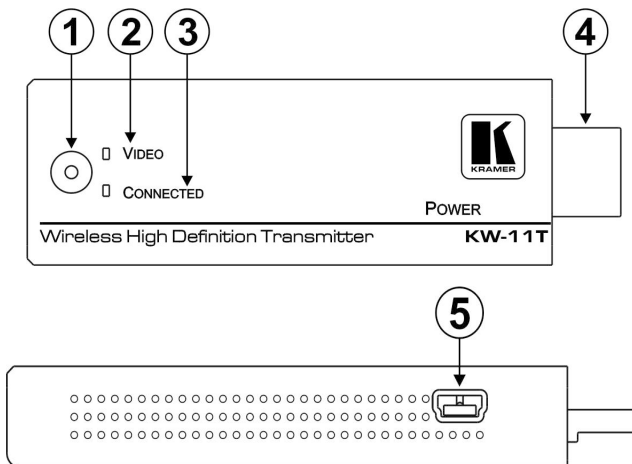 1 2 3 4
VIDEO
CONNECTED
KRAMER
POWER
Wireless High Definition Transmitter KW-11T
5